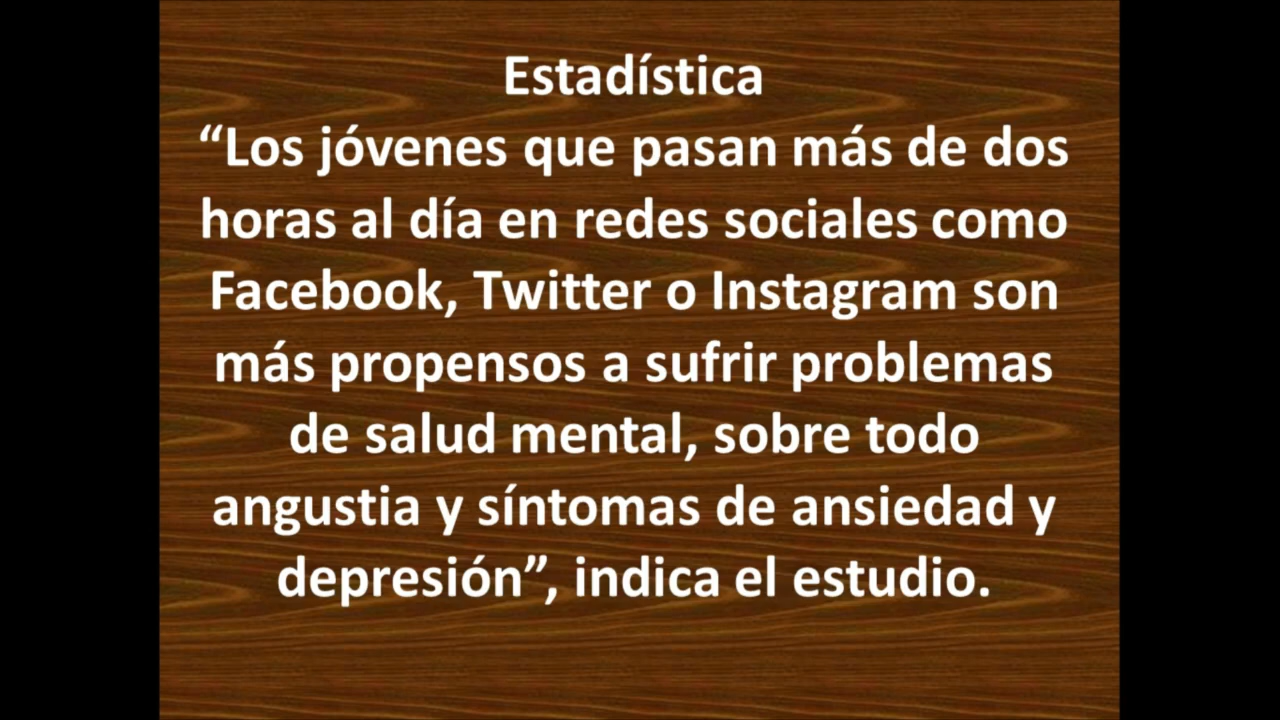 Estadística
“Los jóvenes que pasan más de dos
horas al día en redes sociales como
Facebook, Twitter o Instagram son
más propensos a sufrir problemas
de salud mental, sobre todo
angustia y síntomas de ansiedad y
depresión”, indica el estudio.